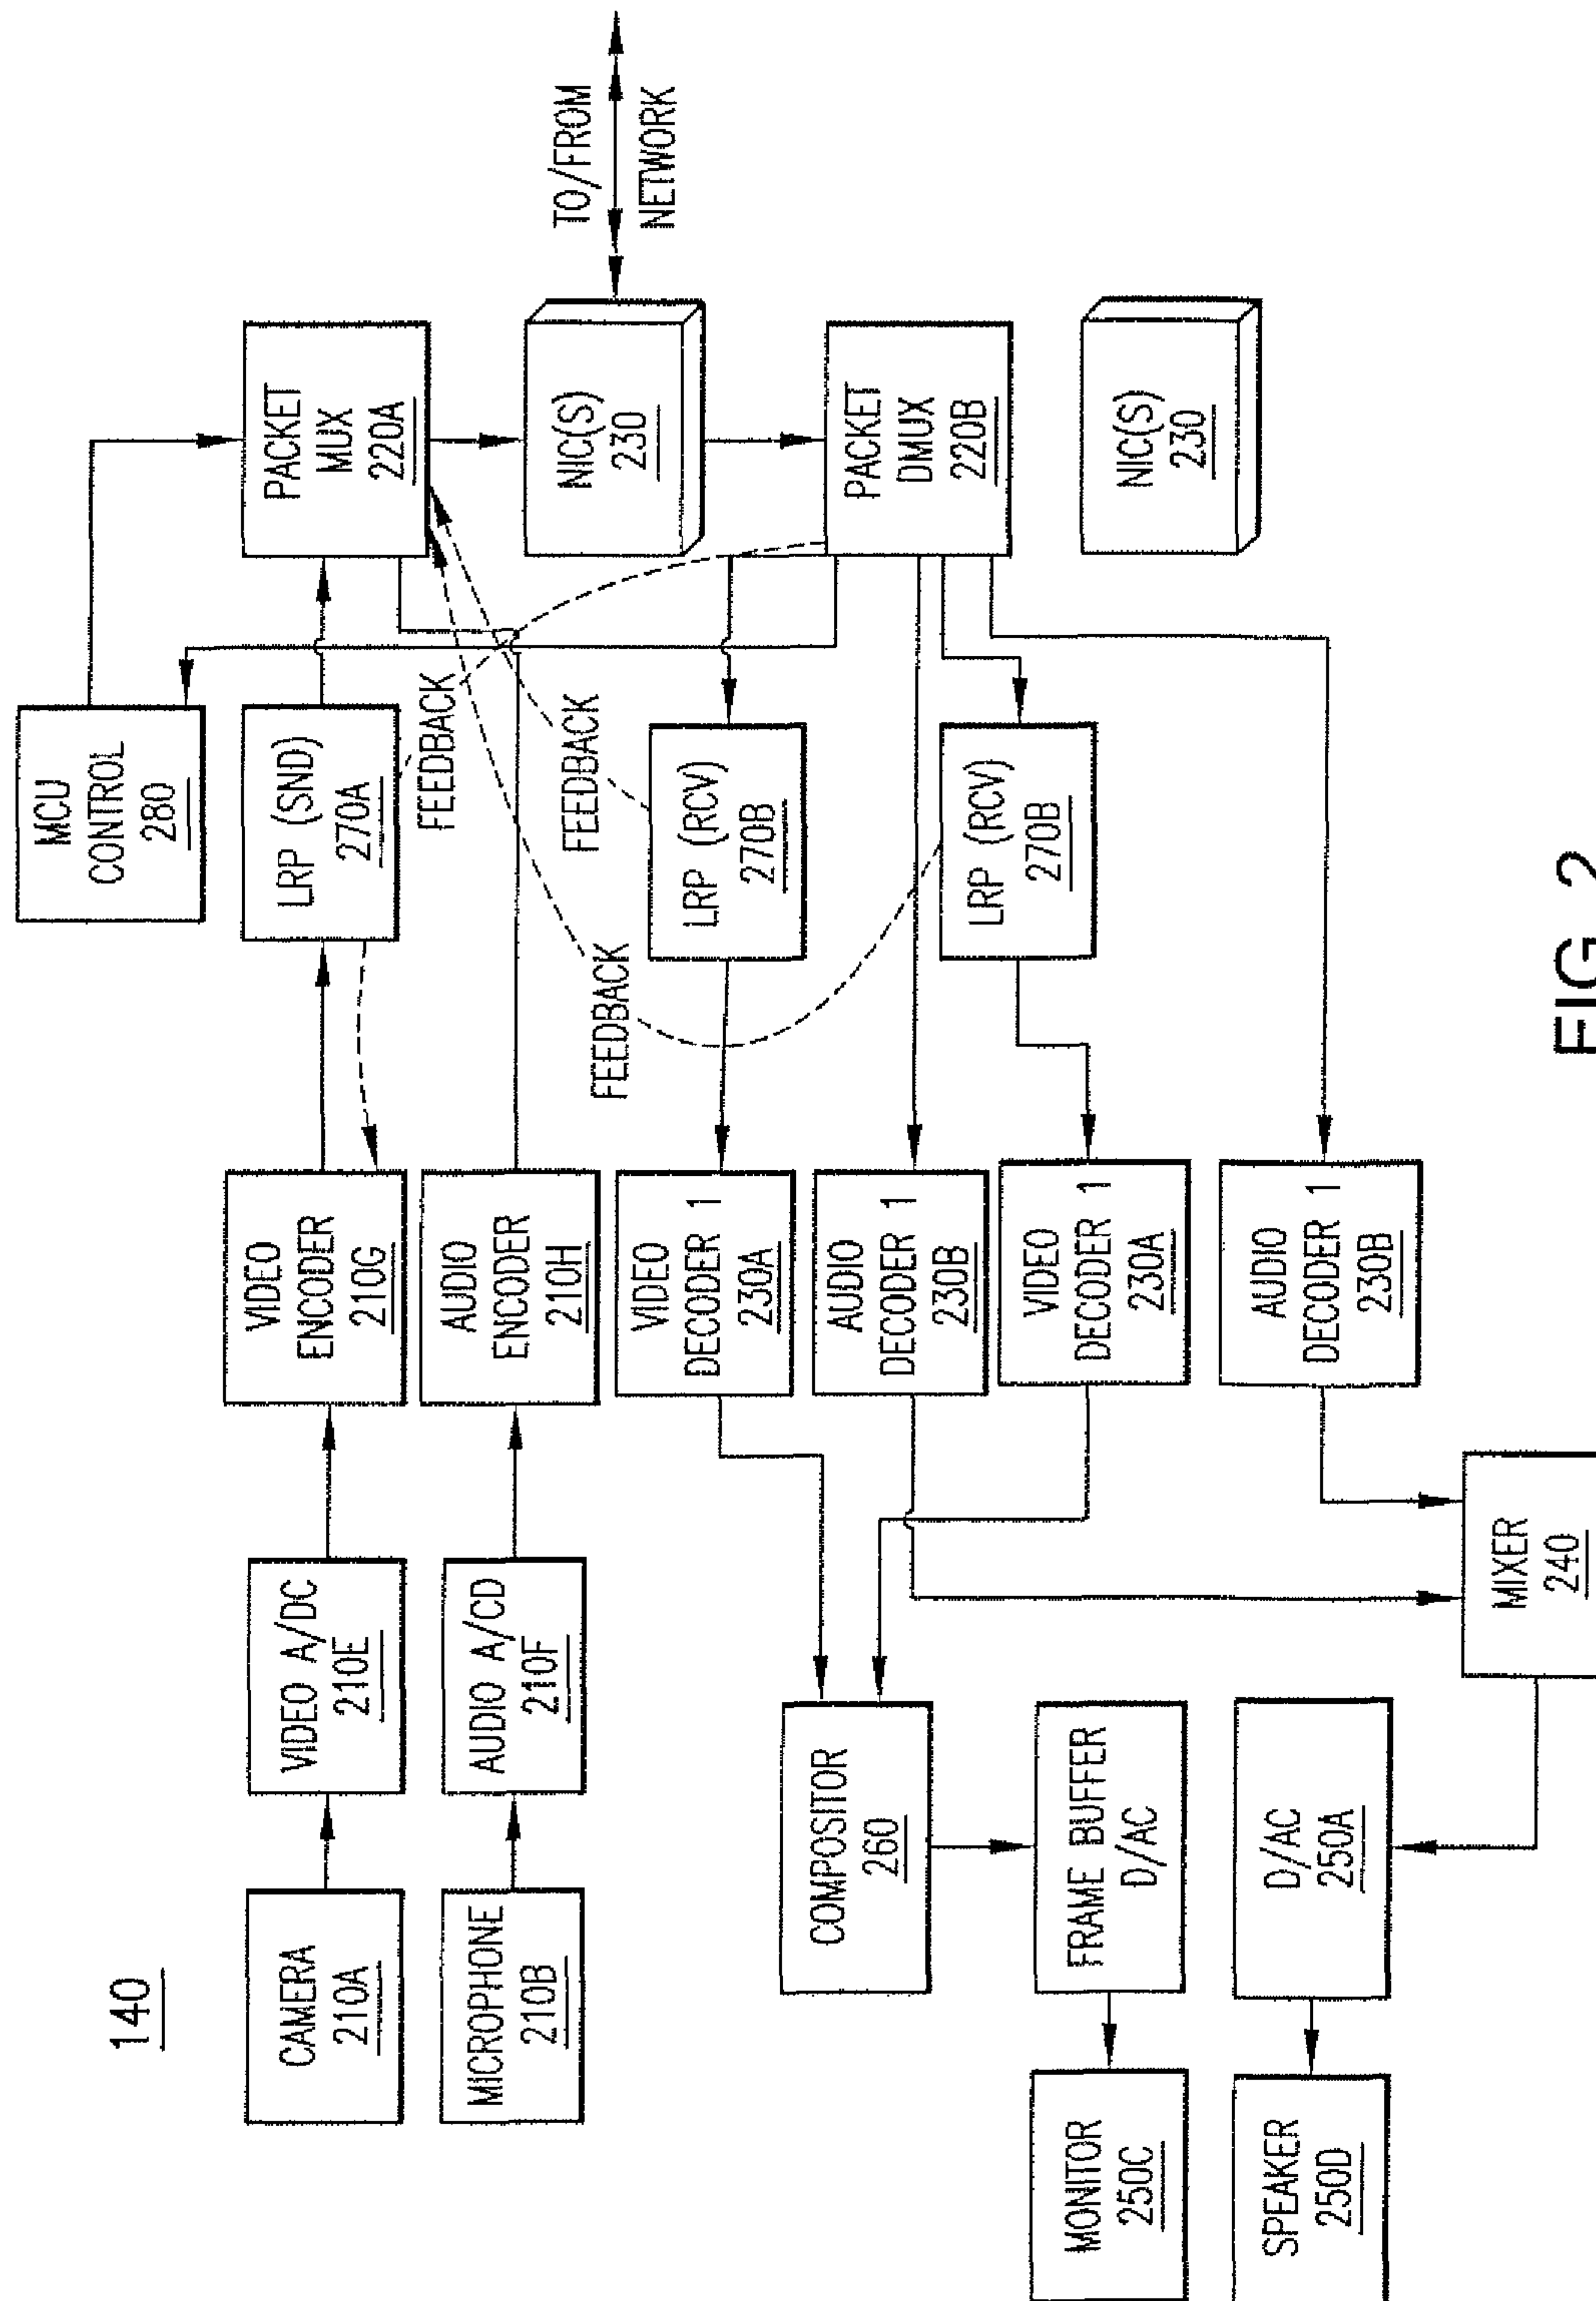 140
CAMERA
210A
MICROPHONE
210B
VIDEO A/DC
210E
AUDIO A/CD
210F
VIDEO
ENCODER
210G
AUDIO
ENCODER
210H
VIDEO
DECODER 1
230A
AUDIO
DECODER 1
230B
VIDEO
DECODER 1
230A
AUDIO
DECODER 1
230B
MCU
CONTROL
280
LRP (SND)
270A
FEEDBACK
FEEDBACK
FEEDBACK
LRP (RCV)
270B
LRP (RCV)
270B
PACKET
MUX
220A
NIC(S)
230
TO/FROM
NETWORK
PACKET
DMUX
220B
NIC(S)
230
COMPOSITOR
260
FRAME BUFFER
D/AC
D/AC
250A
MIXER
240
MONITOR
250C
SPEAKER
250D
FIG. 2